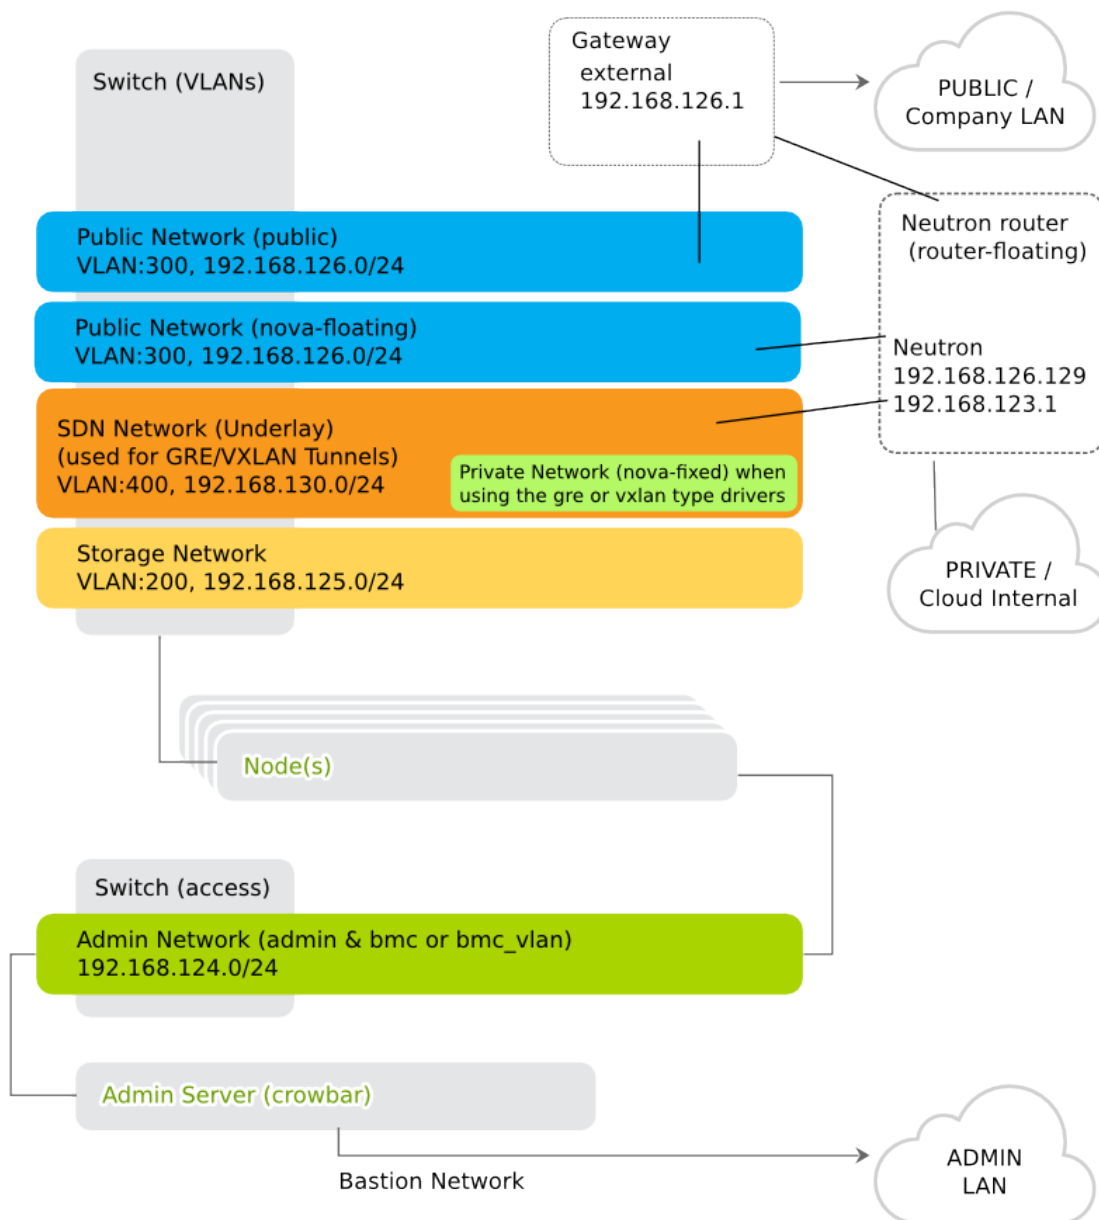 Gateway
external
192.168.126.1
PUBLIC /
Company LAN
Switch (VLANs)
Public Network (public)
VLAN:300, 192.168.126.0/24
Neutron router
(router-floating)
Public Network (nova-floating)
VLAN:300, 192.168.126.0/24
Neutron
192.168.126.129
192.168.123.1
SDN Network (Underlay)
(used for GRE/VXLAN Tunnels)
VLAN:400, 192.168.130.0/24
Private Network (nova-fixed) when
using the gre or vxlan type drivers
Storage Network
VLAN:200, 192.168.125.0/24
PRIVATE /
Cloud Internal
Node(s)
Switch (access)
Admin Network (admin & bmc or bmc_vlan)
192.168.124.0/24
Admin Server (crowbar)
Bastion Network
ADMIN
LAN